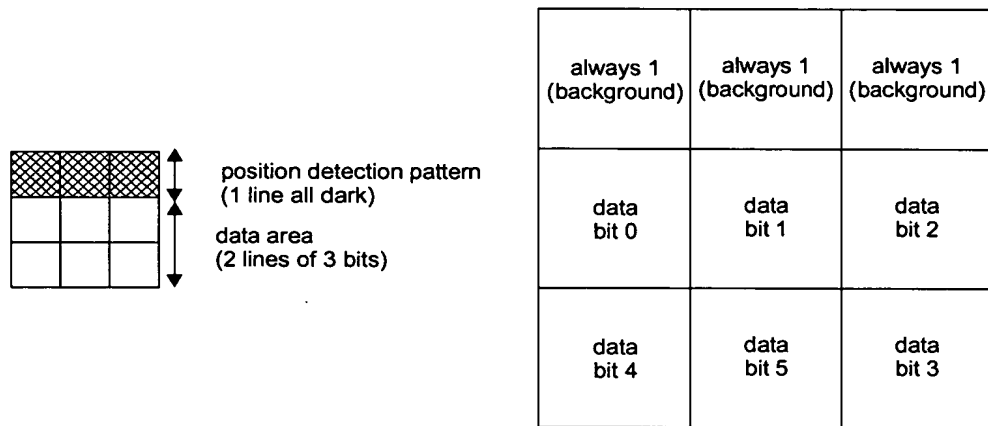 position detection pattern
(1 line all dark)
data area
(2 lines of 3 bits)
always 1
(background)
always 1
(background)
always 1
(background)
data
bit 0
data
bit 1
data
bit 2
data
bit 4
data
bit 5
data
bit 3